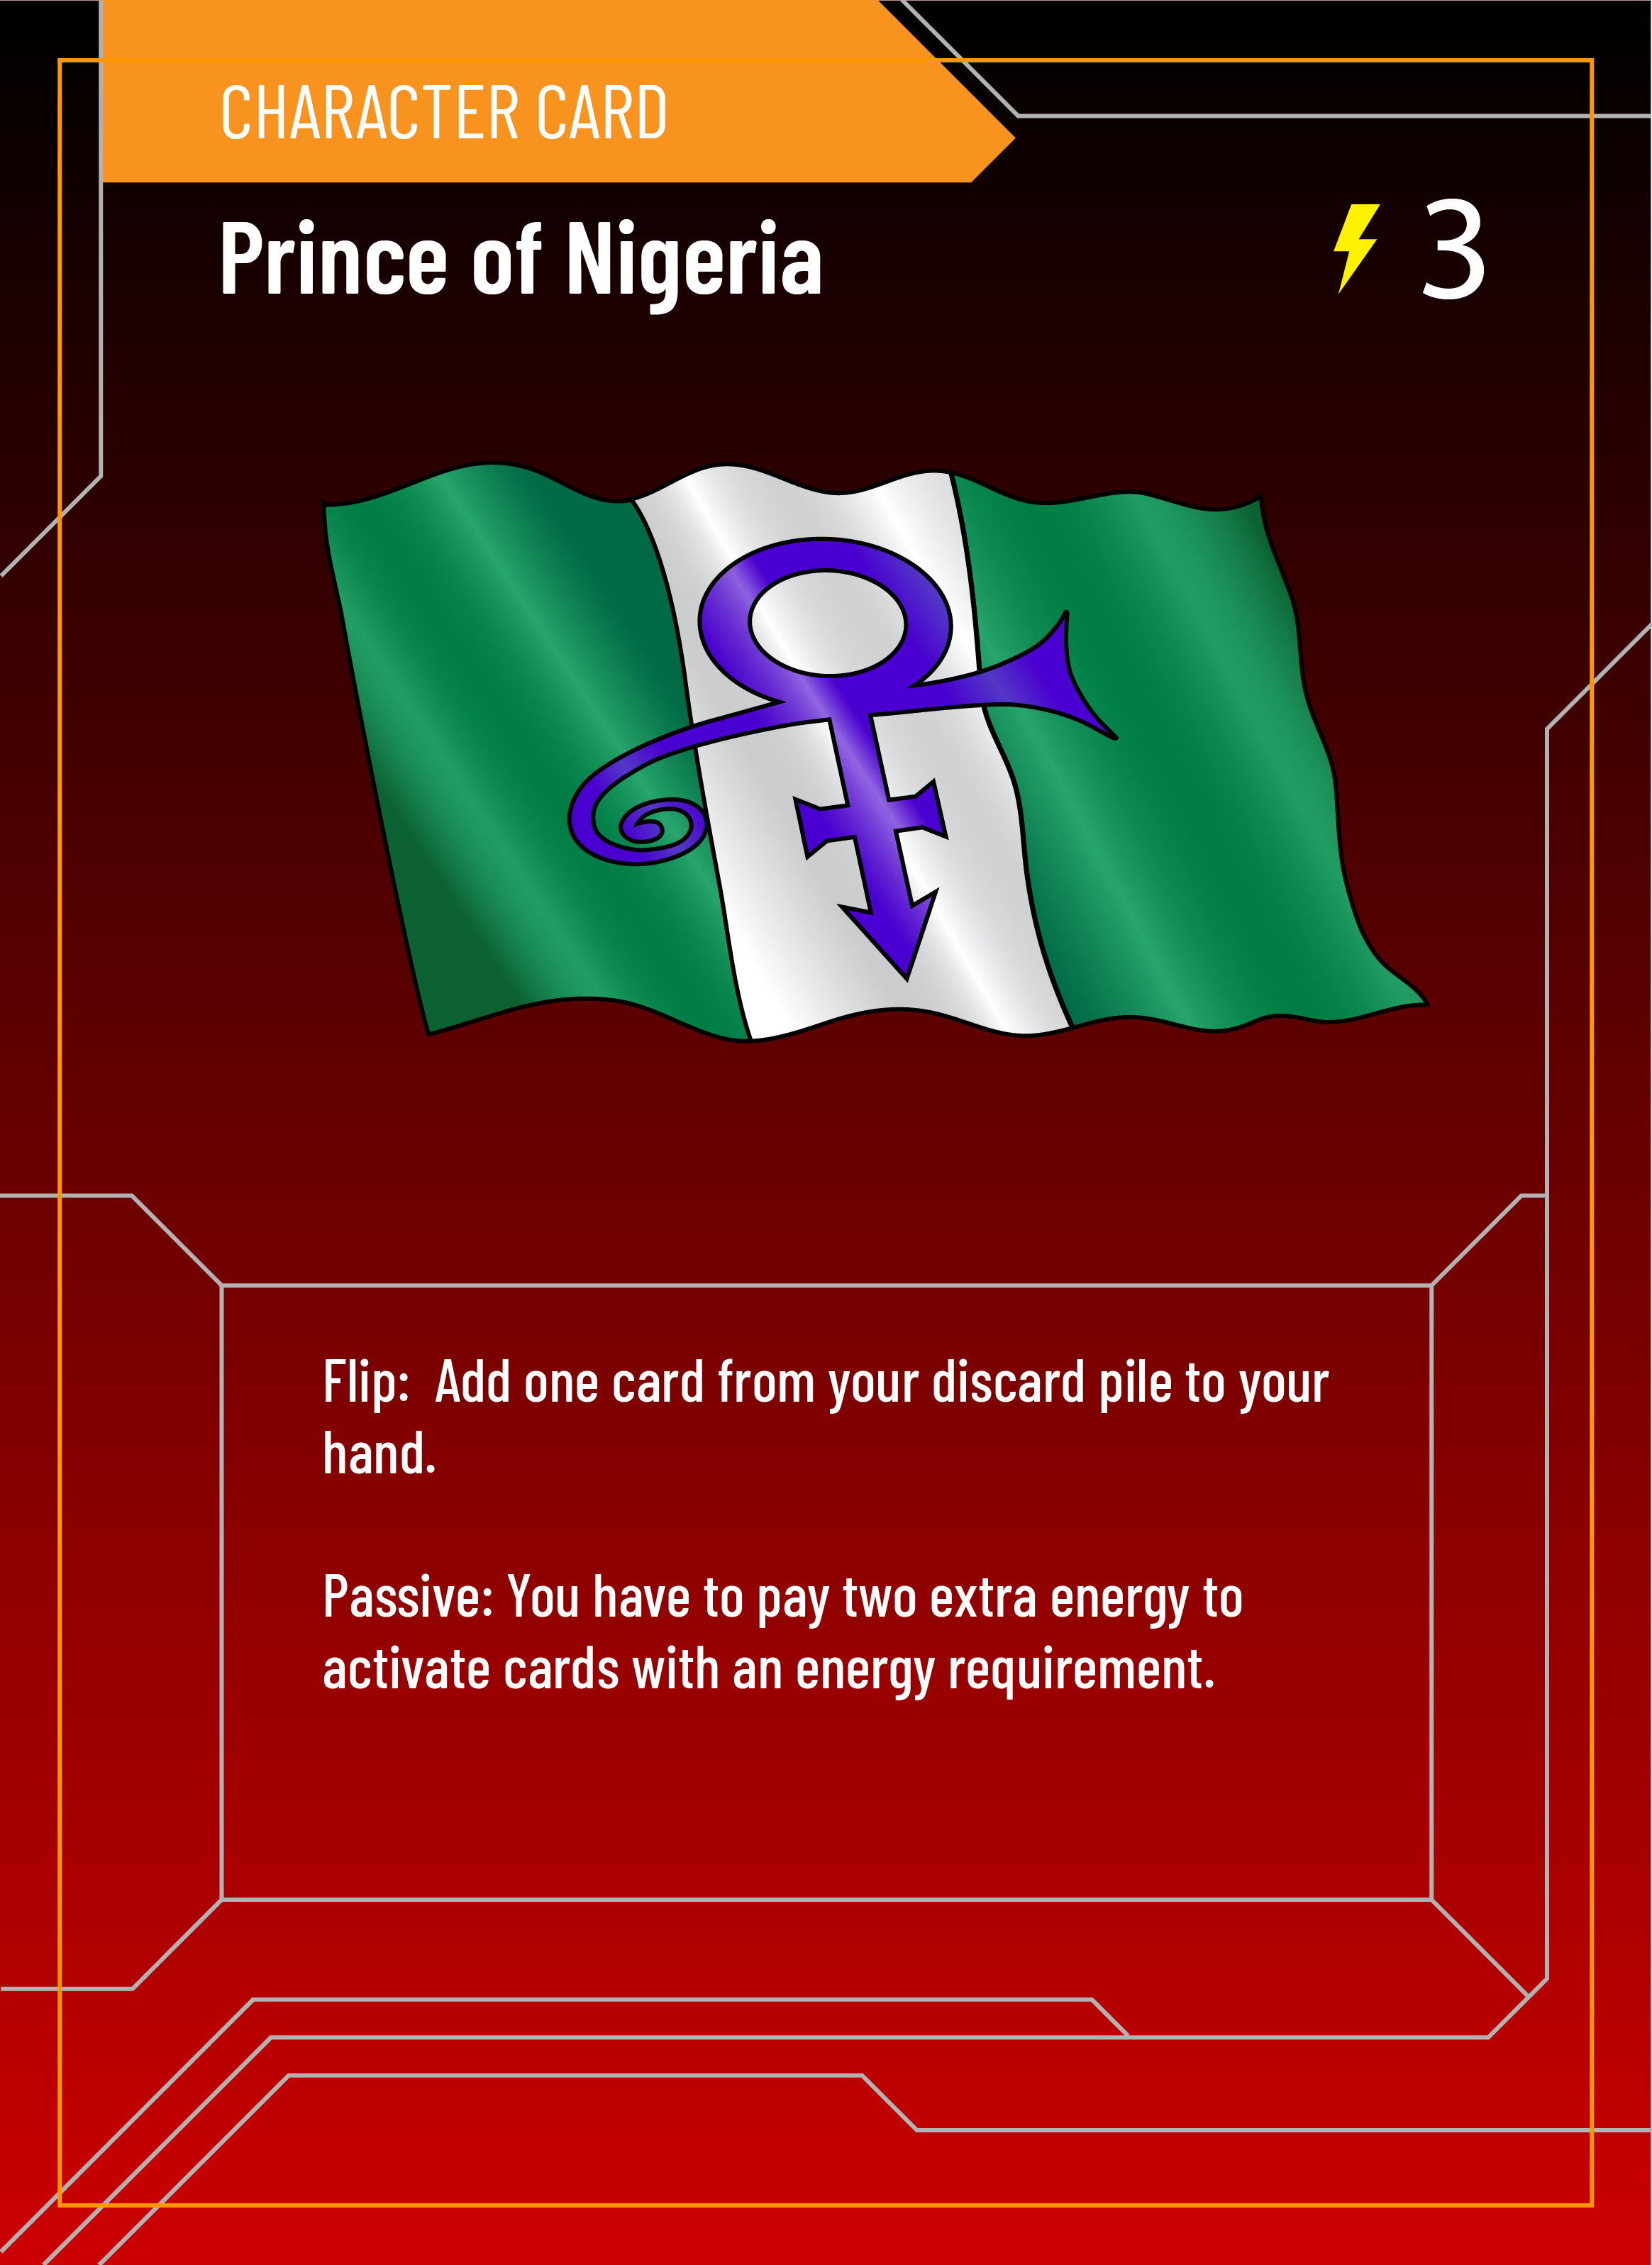 CHARACTER CARD
Prince of Nigeria
3
Flip:  Add one card from your discard pile to your
hand.
Passive: You have to pay two extra energy to
activate cards with an energy requirement.